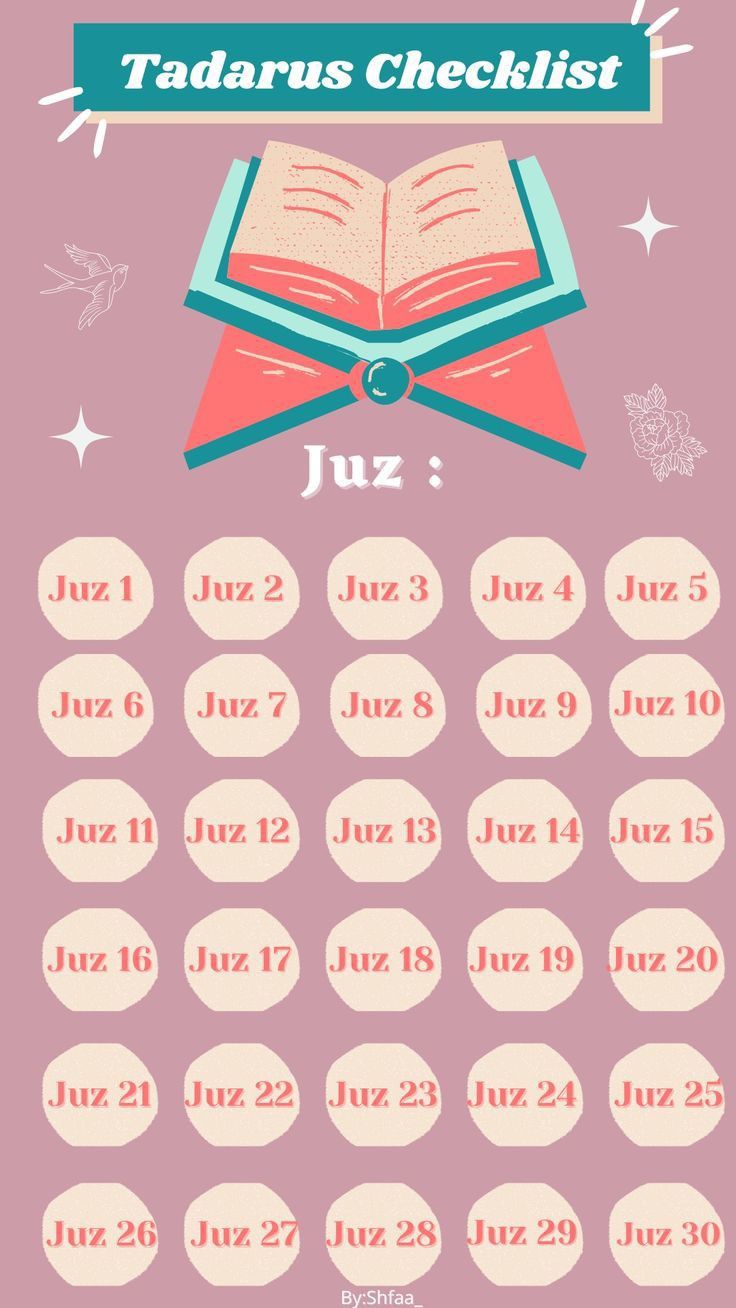 Tadarus Checklist
Juz :
Juz 1 Juz 2 Juz 3 Juz 4 Juz 5
Juz 6 Juz 7 Juz 8 Juz 9 Juz 10
Juz 11 Juz 12 Juz 13 Juz 14 Juz 15
Juz 16 Juz 17 Juz 18 Juz 19 Juz 20
Juz 21 Juz 22 Juz 23 Juz 24 Juz 25
Juz 26 Juz 27 Juz 28 Juz 29 Juz 30
By:Shfaa_